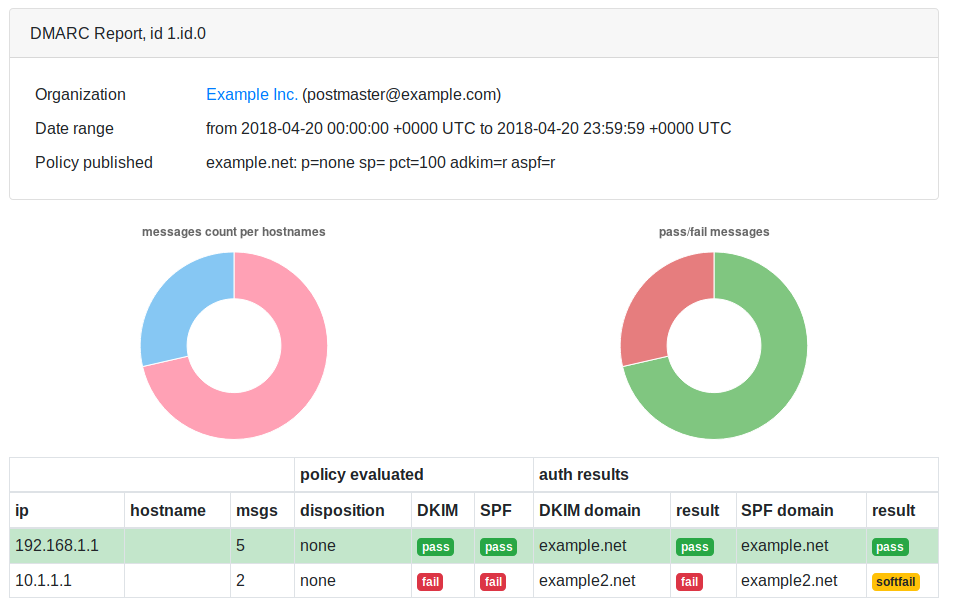 DMARC Report, id 1.id.0
Organization Example Inc. (postmaster@example.com)
Date range from 2018-04-20 00:00:00 +0000 UTC to 2018-04-20 23:59:59 +0000 UTC
Policy published example.net: p=none sp= pct=100 adkim=r aspf=r
messages count per hostnames pass/fail messages
policy evaluated auth results
ip hostname msgs disposition DKIM SPF DKIM domain result SPF domain result
192.168.1.1 5 none pass pass example.net pass example.net pass
10.1.1.1 2 none fail fail example2.net fail example2.net softfail